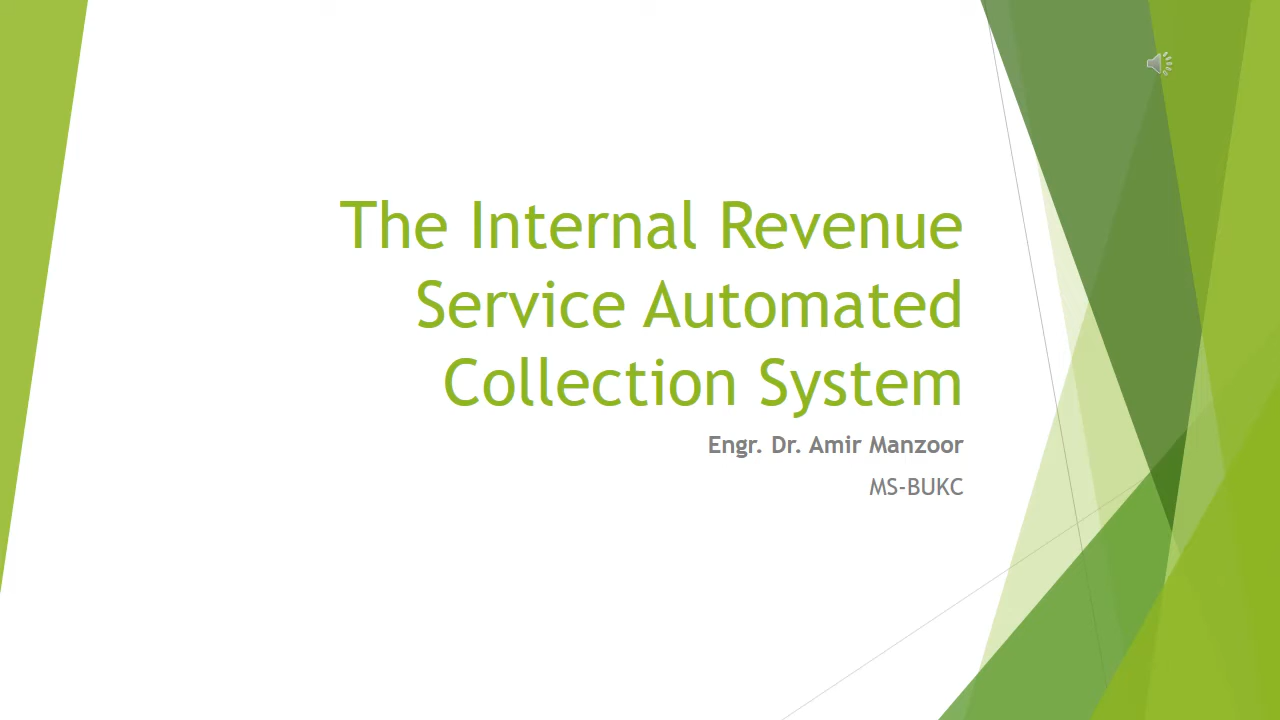 The Internal Revenue
Service Automated
Collection System
Engr. Dr. Amir Manzoor
MS-BUKC